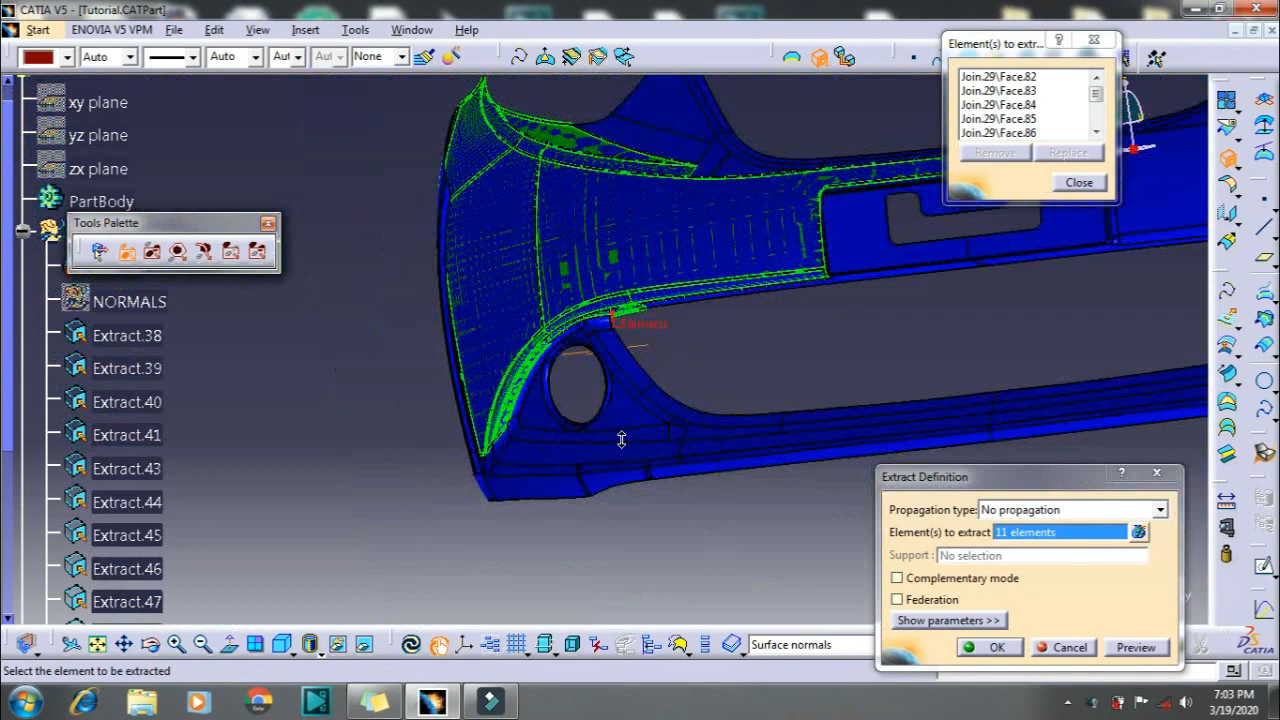 CATIA V5 - [Tutorial.CATPart]
Start ENOVIA V5 VPM File Edit View Insert Tools Window Help
Auto Auto Aut Aut None
Element(s) to extr...
Join.29\Face.82
Join.29\Face.83
Join.29\Face.84
Join.29\Face.85
Join.29\Face.86
Remove Replace
Close
xy plane
yz plane
zx plane
PartBody
Tools Palette
NORMALS
Extract.38
Extract.39
Extract.40
Extract.41
Extract.43
Extract.44
Extract.45
Extract.46
Extract.47
Extract Definition
Propagation type: No propagation
Element(s) to extract 11 elements
Support : No selection
Complementary mode
Federation
Show parameters >>
OK Cancel Preview
Surface normals
CATIA
Select the element to be extracted
7:03 PM
3/19/2020